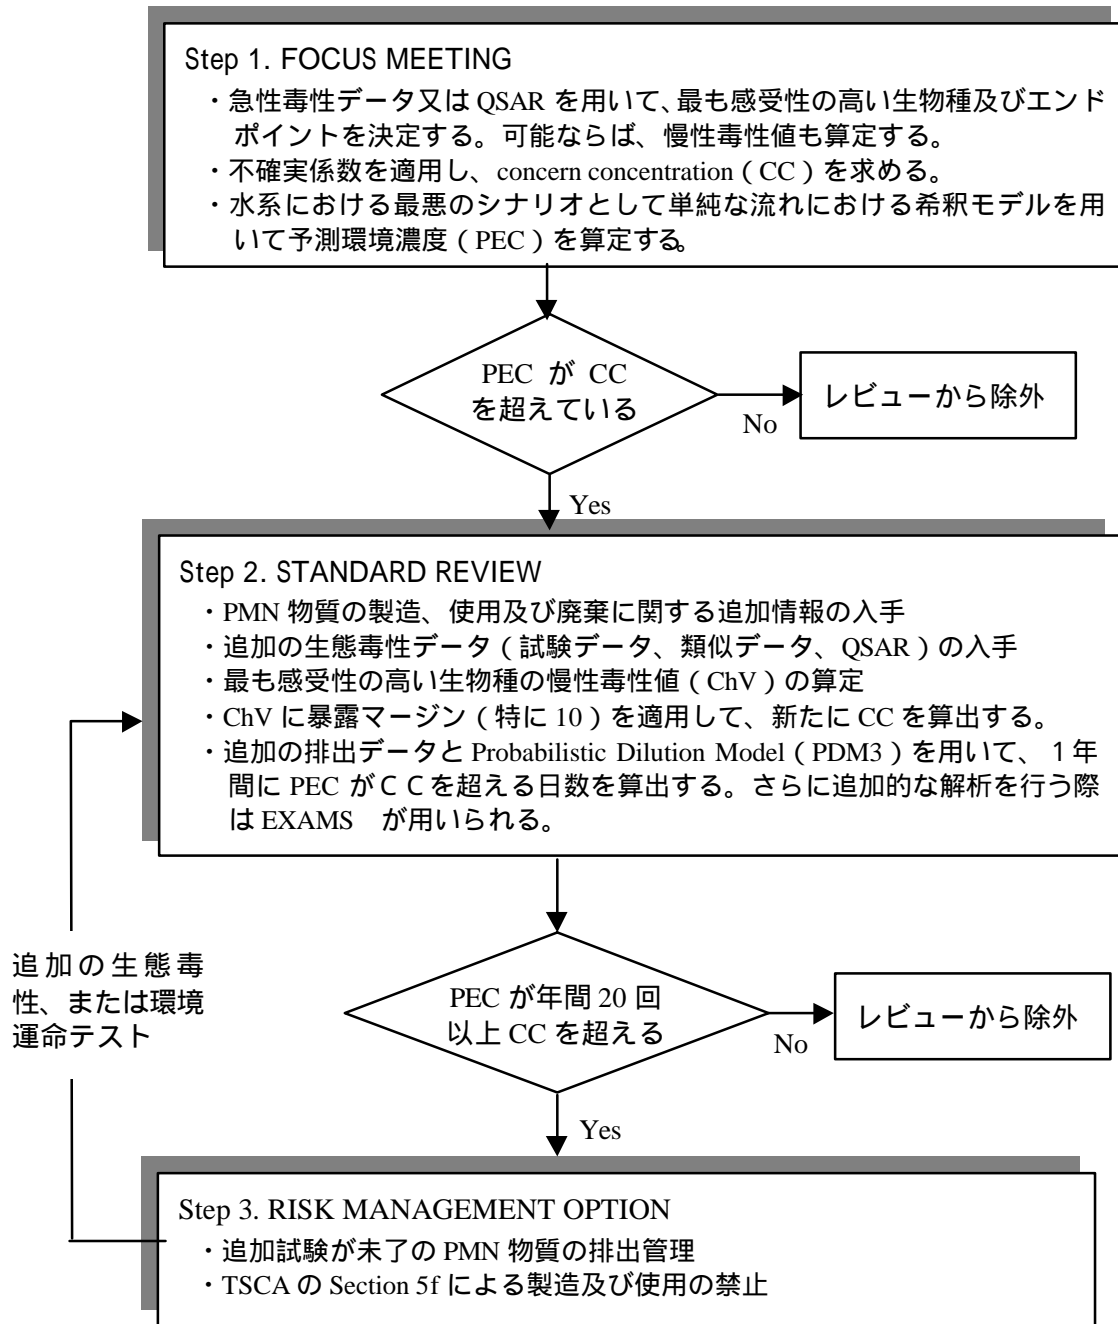 Step 1. FOCUS MEETING
・急性毒性データ又は QSAR を用いて、最も感受性の高い生物種及びエンド
ポイントを決定する。可能ならば、慢性毒性値も算定する。
・不確実係数を適用し、concern concentration（CC）を求める。
・水系における最悪のシナリオとして単純な流れにおける希釈モデルを用
いて予測環境濃度（PEC）を算定する。
PEC が CC
を超えている
No
レビューから除外
Yes
Step 2. STANDARD REVIEW
・PMN 物質の製造、使用及び廃棄に関する追加情報の入手
・追加の生態毒性データ（試験データ、類似データ、QSAR）の入手
・最も感受性の高い生物種の慢性毒性値（ChV）の算定
・ChV に暴露マージン（特に 10）を適用して、新たに CC を算出する。
・追加の排出データと Probabilistic Dilution Model（PDM3）を用いて、１年
間に PEC がＣＣを超える日数を算出する。さらに追加的な解析を行う際
は EXAMS が用いられる。
追加の生態毒
性、または環境
運命テスト
PEC が年間 20 回
以上 CC を超える
No
レビューから除外
Yes
Step 3. RISK MANAGEMENT OPTION
・追加試験が未了の PMN 物質の排出管理
・TSCA の Section 5f による製造及び使用の禁止